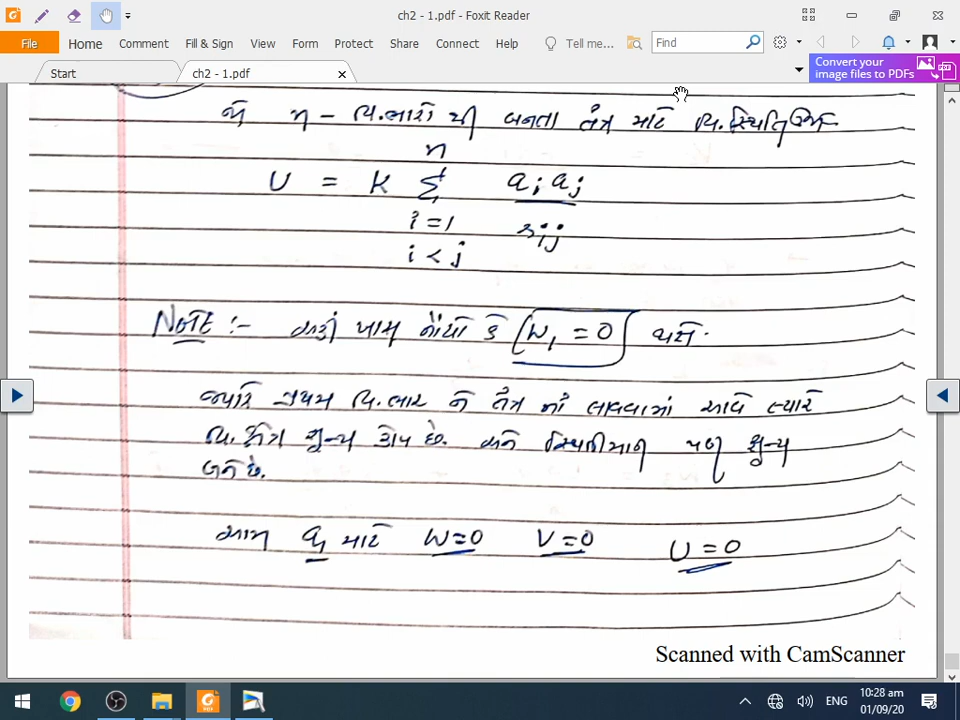 ch2 - 1.pdf - Foxit Reader
File Home Comment Fill & Sign View Form Protect Share Connect Help Tell me... Find
Start ch2 - 1.pdf
Convert your
image files to PDFs
n - વિ.ભારો થી બનતા તંત્ર માટે વિ.સ્થિતિઊર્જા
n
U = K Σ qi qj
i = 1 rij
i < j
NOTE :- અહીં ખાસ નોંધો કે W1 = 0 થશે.
જ્યારે પ્રથમ વિ.ભાર ને તંત્ર માં લાવવામાં આવે ત્યારે
વિ.ક્ષેત્ર શુન્ય હોય છે. અને સ્થિતિમાન પણ શુન્ય
બને છે.
આમ q1 માટે W=0 V=0 U=0
Scanned with CamScanner
ENG 10:28 am
01/09/20